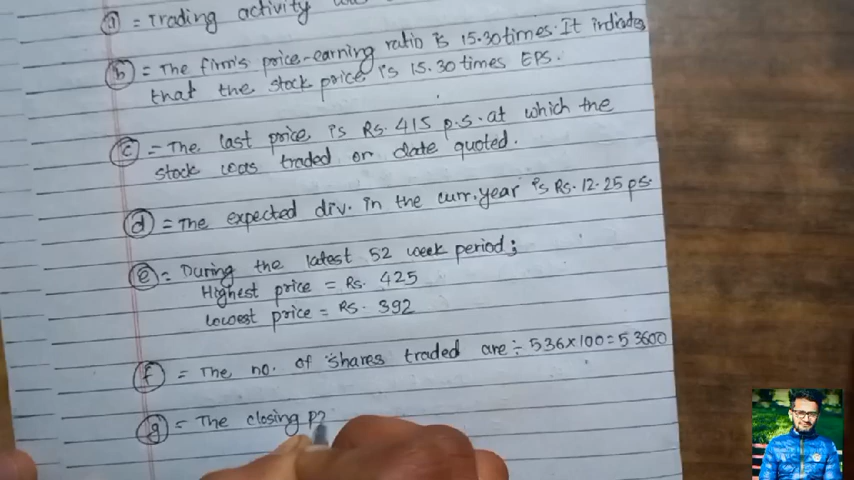 (a) = Trading activity
(b) = The firm's price-earning ratio is 15.30 times. It indicates
that the stock price is 15.30 times EPS.
(c) = The last price is Rs. 415 p.s. at which the
stock was traded on date quoted.
(d) = The expected div. in the curr. year is Rs. 12.25 ps.
(e) = During the latest 52 week period;
Highest price = Rs. 425
Lowest price = Rs. 392
(f) = The no. of shares traded are ÷ 536×100 = 53600
(g) = The closing